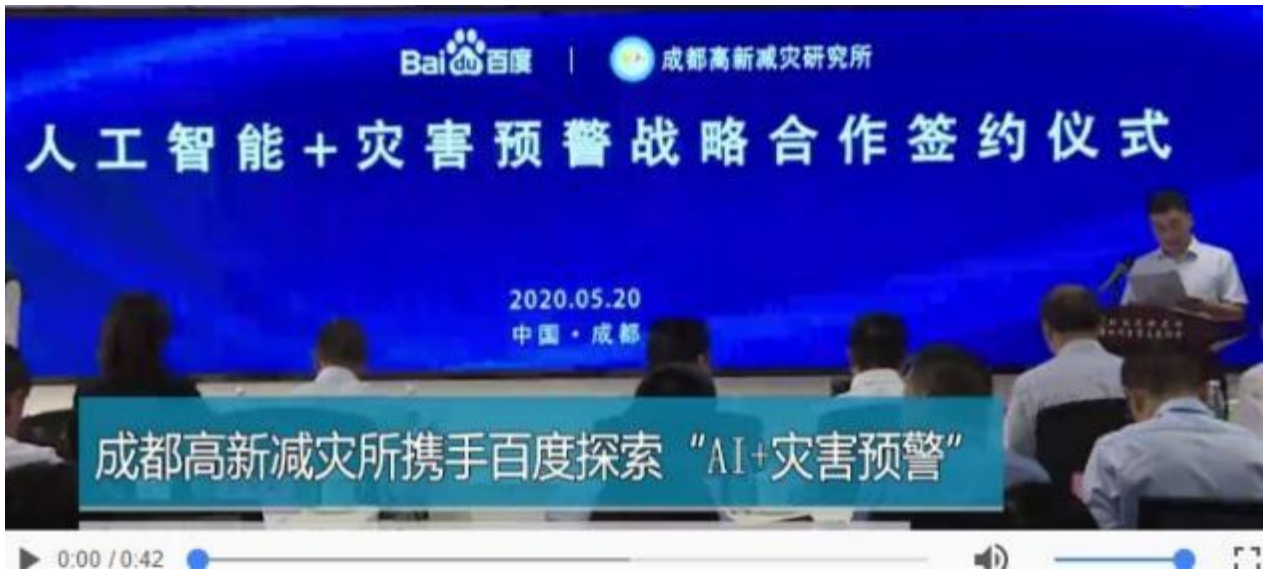 Bai du 百度 | 成都高新减灾研究所
人工智能+灾害预警战略合作签约仪式
2020.05.20
中国·成都
成都高新减灾所携手百度探索“AI+灾害预警”
0:00 / 0:42